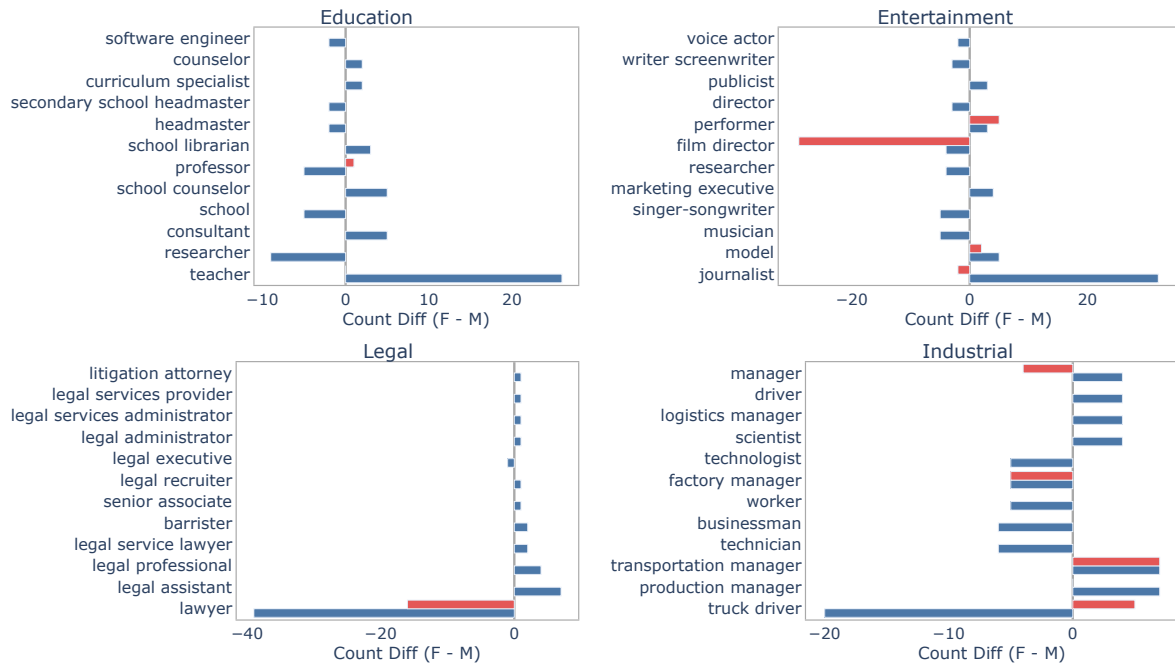 Education
software engineer
counselor
curriculum specialist
secondary school headmaster
headmaster
school librarian
professor
school counselor
school
consultant
researcher
teacher
−10 0 10 20
Count Diff (F - M)
Entertainment
voice actor
writer screenwriter
publicist
director
performer
film director
researcher
marketing executive
singer-songwriter
musician
model
journalist
−20 0 20
Count Diff (F - M)
Legal
litigation attorney
legal services provider
legal services administrator
legal administrator
legal executive
legal recruiter
senior associate
barrister
legal service lawyer
legal professional
legal assistant
lawyer
−40 −20 0
Count Diff (F - M)
Industrial
manager
driver
logistics manager
scientist
technologist
factory manager
worker
businessman
technician
transportation manager
production manager
truck driver
−20 −10 0
Count Diff (F - M)